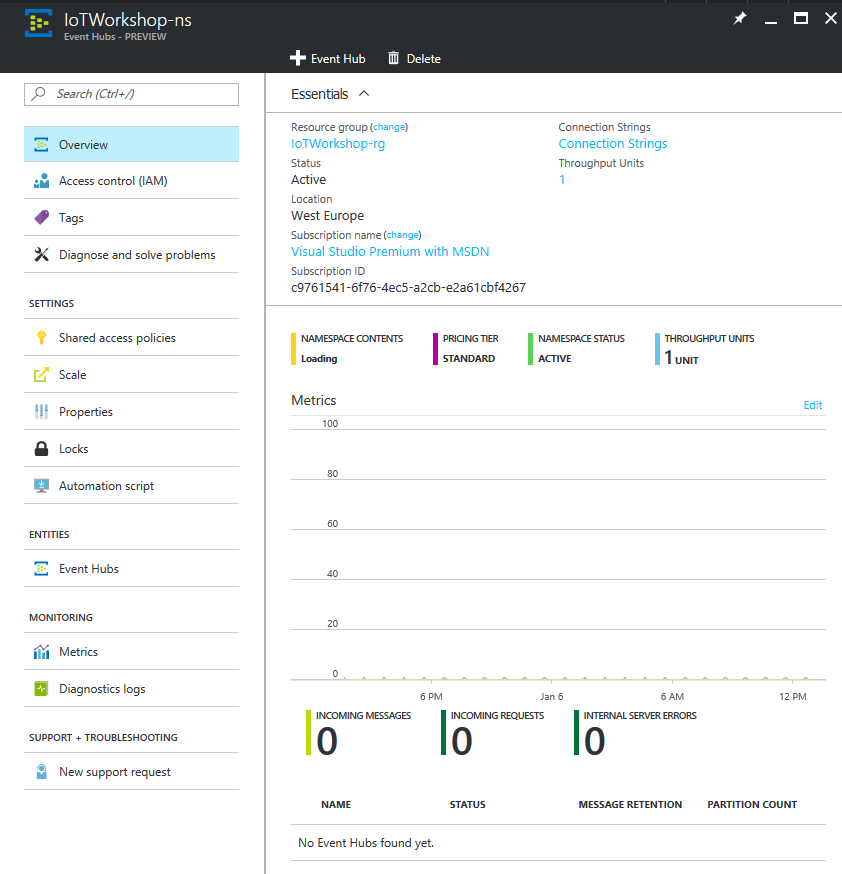 IoTWorkshop-ns
Event Hubs - PREVIEW
Event Hub Delete
Search (Ctrl+/)
Overview
Access control (IAM)
Tags
Diagnose and solve problems
SETTINGS
Shared access policies
Scale
Properties
Locks
Automation script
ENTITIES
Event Hubs
MONITORING
Metrics
Diagnostics logs
SUPPORT + TROUBLESHOOTING
New support request
Essentials
Resource group (change)
IoTWorkshop-rg
Status
Active
Location
West Europe
Subscription name (change)
Visual Studio Premium with MSDN
Subscription ID
c9761541-6f76-4ec5-a2cb-e2a61cbf4267
Connection Strings
Connection Strings
Throughput Units
1
NAMESPACE CONTENTS
Loading
PRICING TIER
STANDARD
NAMESPACE STATUS
ACTIVE
THROUGHPUT UNITS
1 UNIT
Metrics
Edit
100
80
60
40
20
0
6 PM Jan 6 6 AM 12 PM
INCOMING MESSAGES
0
INCOMING REQUESTS
0
INTERNAL SERVER ERRORS
0
NAME STATUS MESSAGE RETENTION PARTITION COUNT
No Event Hubs found yet.